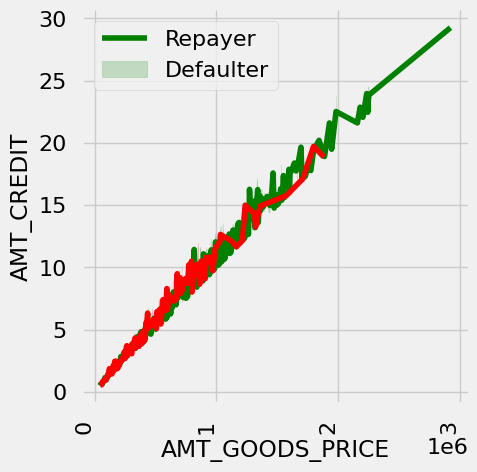 30
25
20
15
10
5
0
AMT_CREDIT
Repayer
Defaulter
0
1
2
3
1e6
AMT_GOODS_PRICE